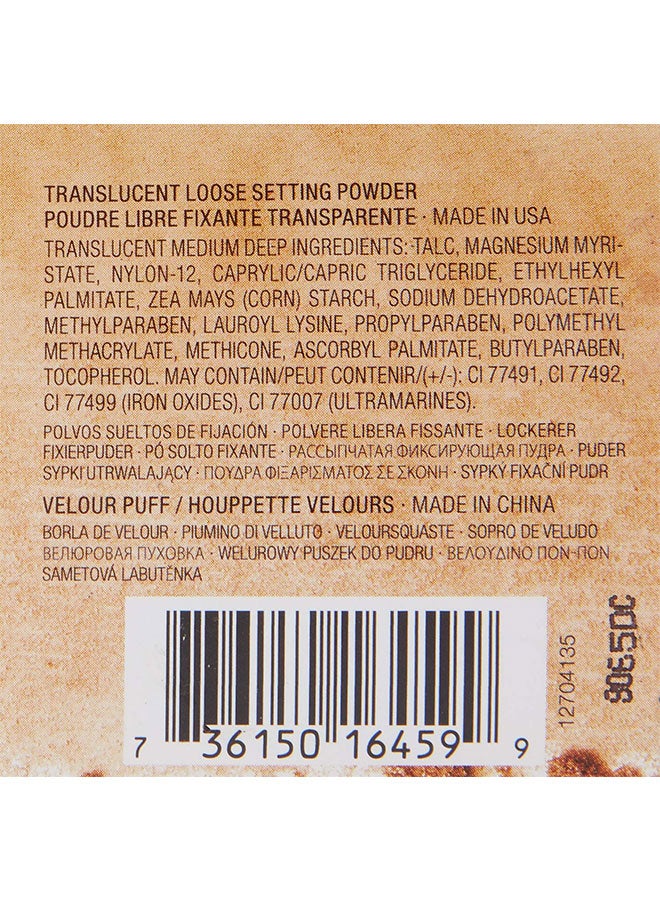 TRANSLUCENT LOOSE SETTING POWDER
POUDRE LIBRE FIXANTE TRANSPARENTE · MADE IN USA
TRANSLUCENT MEDIUM DEEP INGREDIENTS: TALC, MAGNESIUM MYRI-
STATE, NYLON-12, CAPRYLIC/CAPRIC TRIGLYCERIDE, ETHYLHEXYL
PALMITATE, ZEA MAYS (CORN) STARCH, SODIUM DEHYDROACETATE,
METHYLPARABEN, LAUROYL LYSINE, PROPYLPARABEN, POLYMETHYL
METHACRYLATE, METHICONE, ASCORBYL PALMITATE, BUTYLPARABEN,
TOCOPHEROL. MAY CONTAIN/PEUT CONTENIR/(+/-): CI 77491, CI 77492,
CI 77499 (IRON OXIDES), CI 77007 (ULTRAMARINES).
POLVOS SUELTOS DE FIJACIÓN · POLVERE LIBERA FISSANTE · LOCKERER
FIXIERPUDER · PÓ SOLTO FIXANTE · РАССЫПЧАТАЯ ФИКСИРУЮЩАЯ ПУДРА · PUDER
SYPKI UTRWALAJĄCY · ΠΟΥΔΡΑ ΦΙΞΑΡΙΣΜΑΤΟΣ ΣΕ ΣΚΟΝΗ · SYPKÝ FIXAČNÍ PUDR
VELOUR PUFF / HOUPPETTE VELOURS · MADE IN CHINA
BORLA DE VELOUR · PIUMINO DI VELLUTO · VELOURSQUASTE · SOPRO DE VELUDO
ВЕЛЮРОВАЯ ПУХОВКА · WELUROWY PUSZEK DO PUDRU · ΒΕΛΟΥΔΙΝΟ ΠΟΝ-ΠΟΝ
SAMETOVÁ LABUTĚNKA
7 36150 16459 9
12704135
9065DC